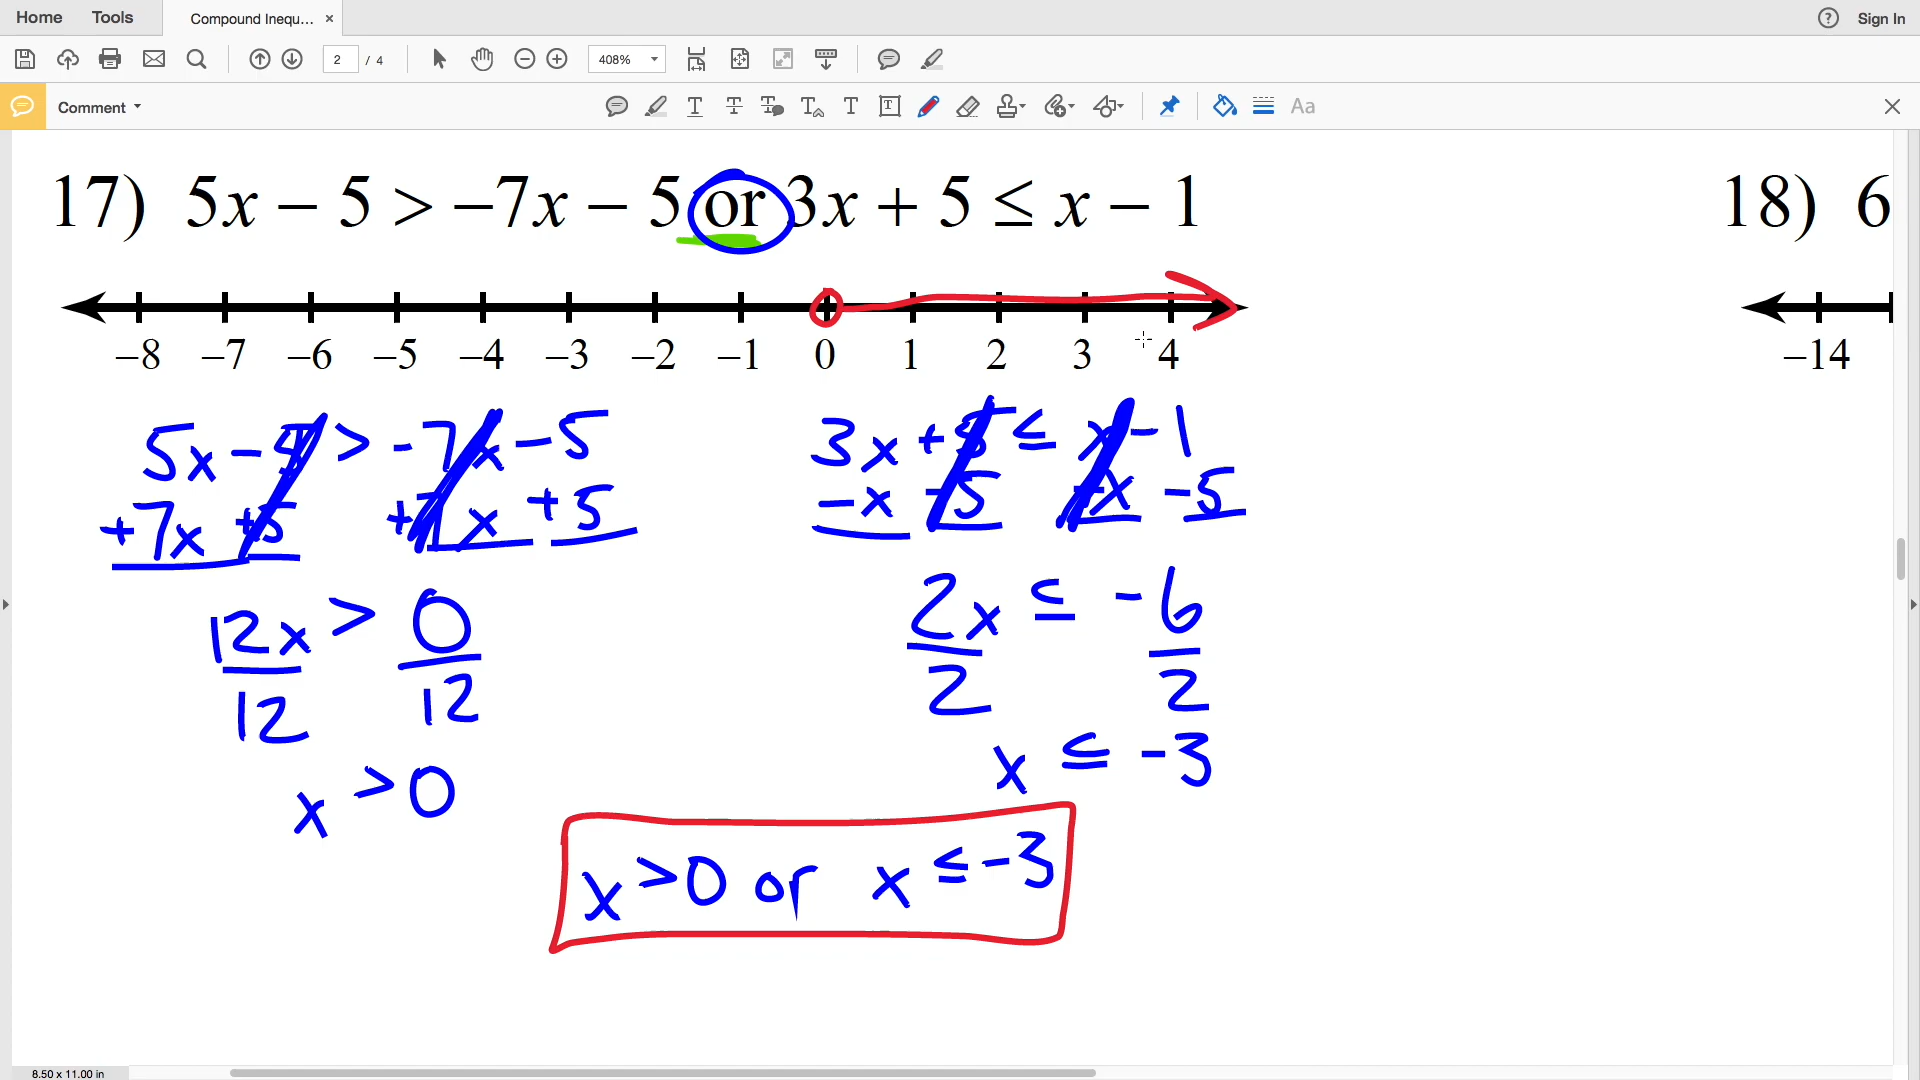 Home Tools Compound Inequ... × ? Sign In
2 / 4 408%
Comment T T T T T T Aa
17) 5x − 5 > −7x − 5 or 3x + 5 ≤ x − 1 18) 6
−8 −7 −6 −5 −4 −3 −2 −1 0 1 2 3 4 −14
5x - 5 > -7x - 5 3x + 5 ≤ x - 1
+7x +5 +7x +5 -x -5 -x -5
12x > 0 2x ≤ -6
12 12 2 2
x > 0 x ≤ -3
x > 0 or x ≤ -3
8.50 x 11.00 in